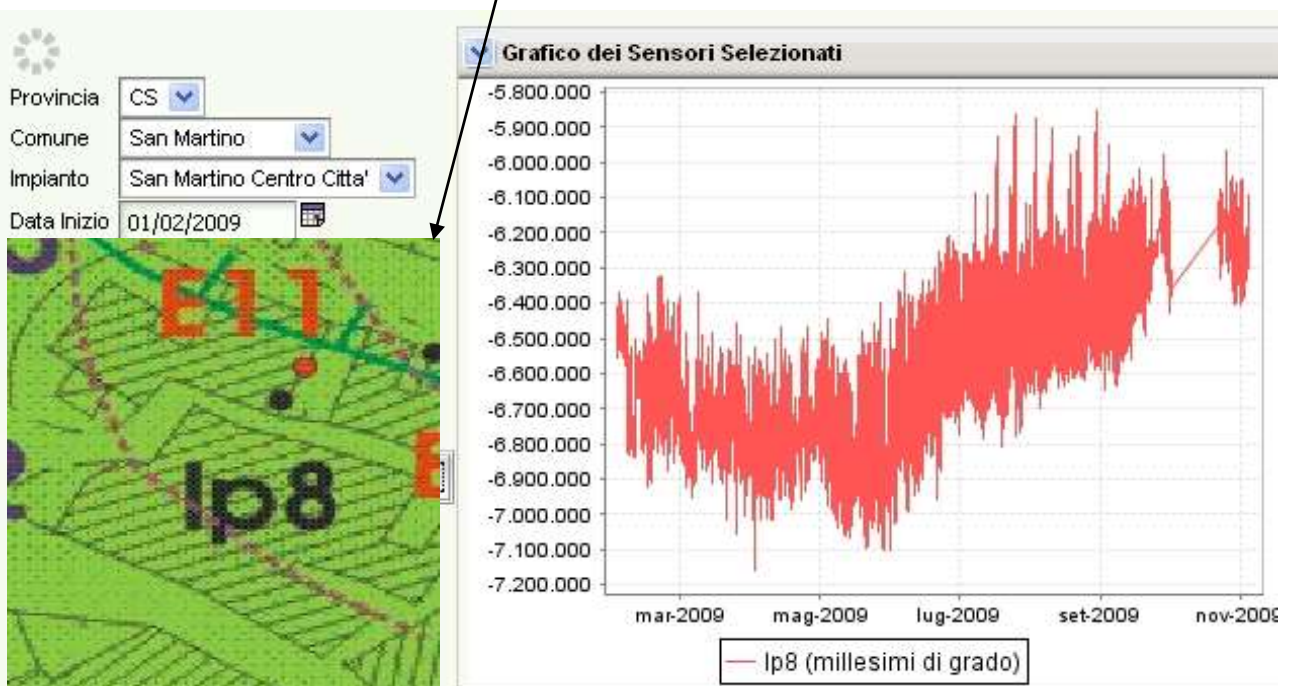 Provincia CS
Comune San Martino
Impianto San Martino Centro Citta'
Data Inizio 01/02/2009
E11
Ip8
Grafico dei Sensori Selezionati
-5.800.000
-5.900.000
-6.000.000
-6.100.000
-6.200.000
-6.300.000
-6.400.000
-6.500.000
-6.600.000
-6.700.000
-6.800.000
-6.900.000
-7.000.000
-7.100.000
-7.200.000
mar-2009 mag-2009 lug-2009 set-2009 nov-2009
Ip8 (millesimi di grado)